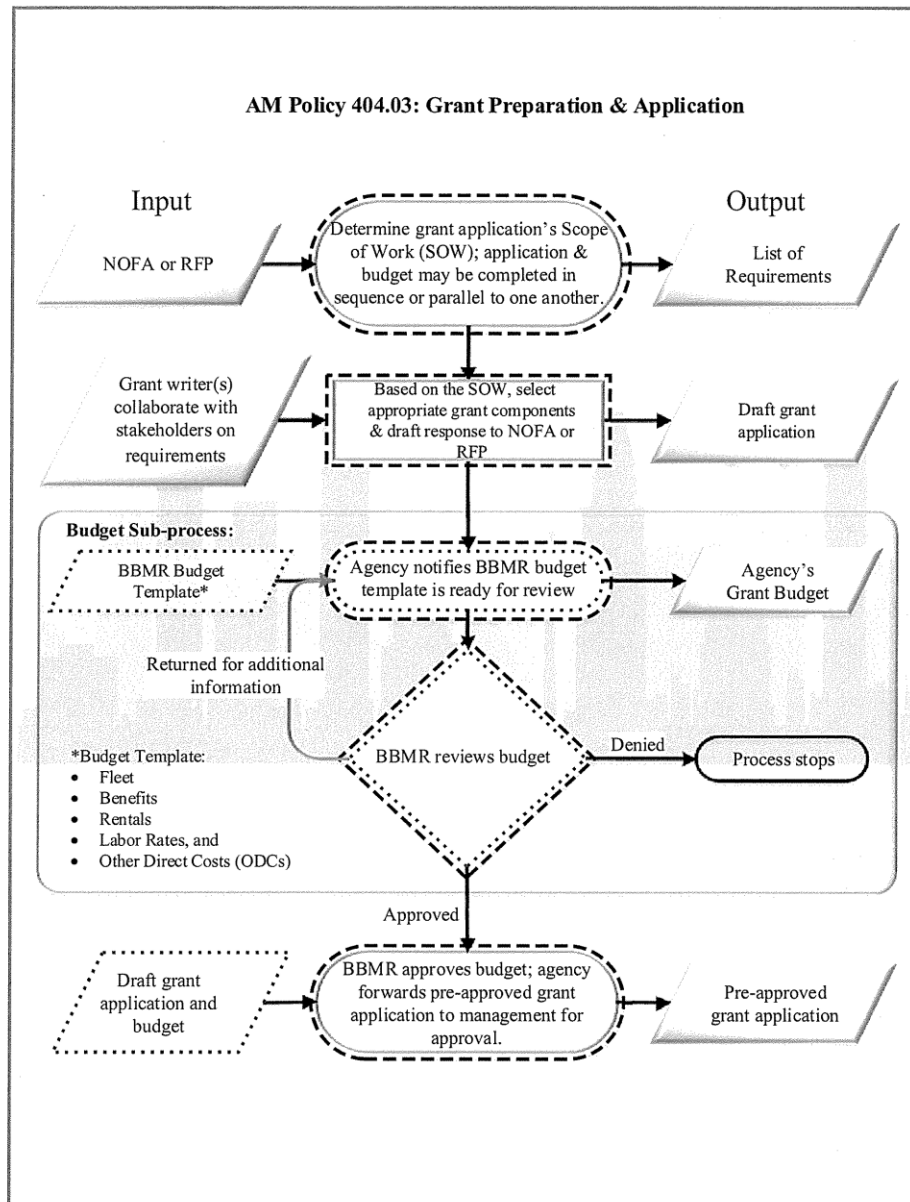 AM Policy 404.03: Grant Preparation & Application
Input
Output
NOFA or RFP
Determine grant application's Scope
of Work (SOW); application &
budget may be completed in
sequence or parallel to one another.
List of
Requirements
Grant writer(s)
collaborate with
stakeholders on
requirements
Based on the SOW, select
appropriate grant components
& draft response to NOFA or
RFP
Draft grant
application
Budget Sub-process:
BBMR Budget
Template*
Agency notifies BBMR budget
template is ready for review
Agency's
Grant Budget
Returned for additional
information
BBMR reviews budget
Denied
Process stops
*Budget Template:
• Fleet
• Benefits
• Rentals
• Labor Rates, and
• Other Direct Costs (ODCs)
Approved
Draft grant
application and
budget
BBMR approves budget; agency
forwards pre-approved grant
application to management for
approval.
Pre-approved
grant application